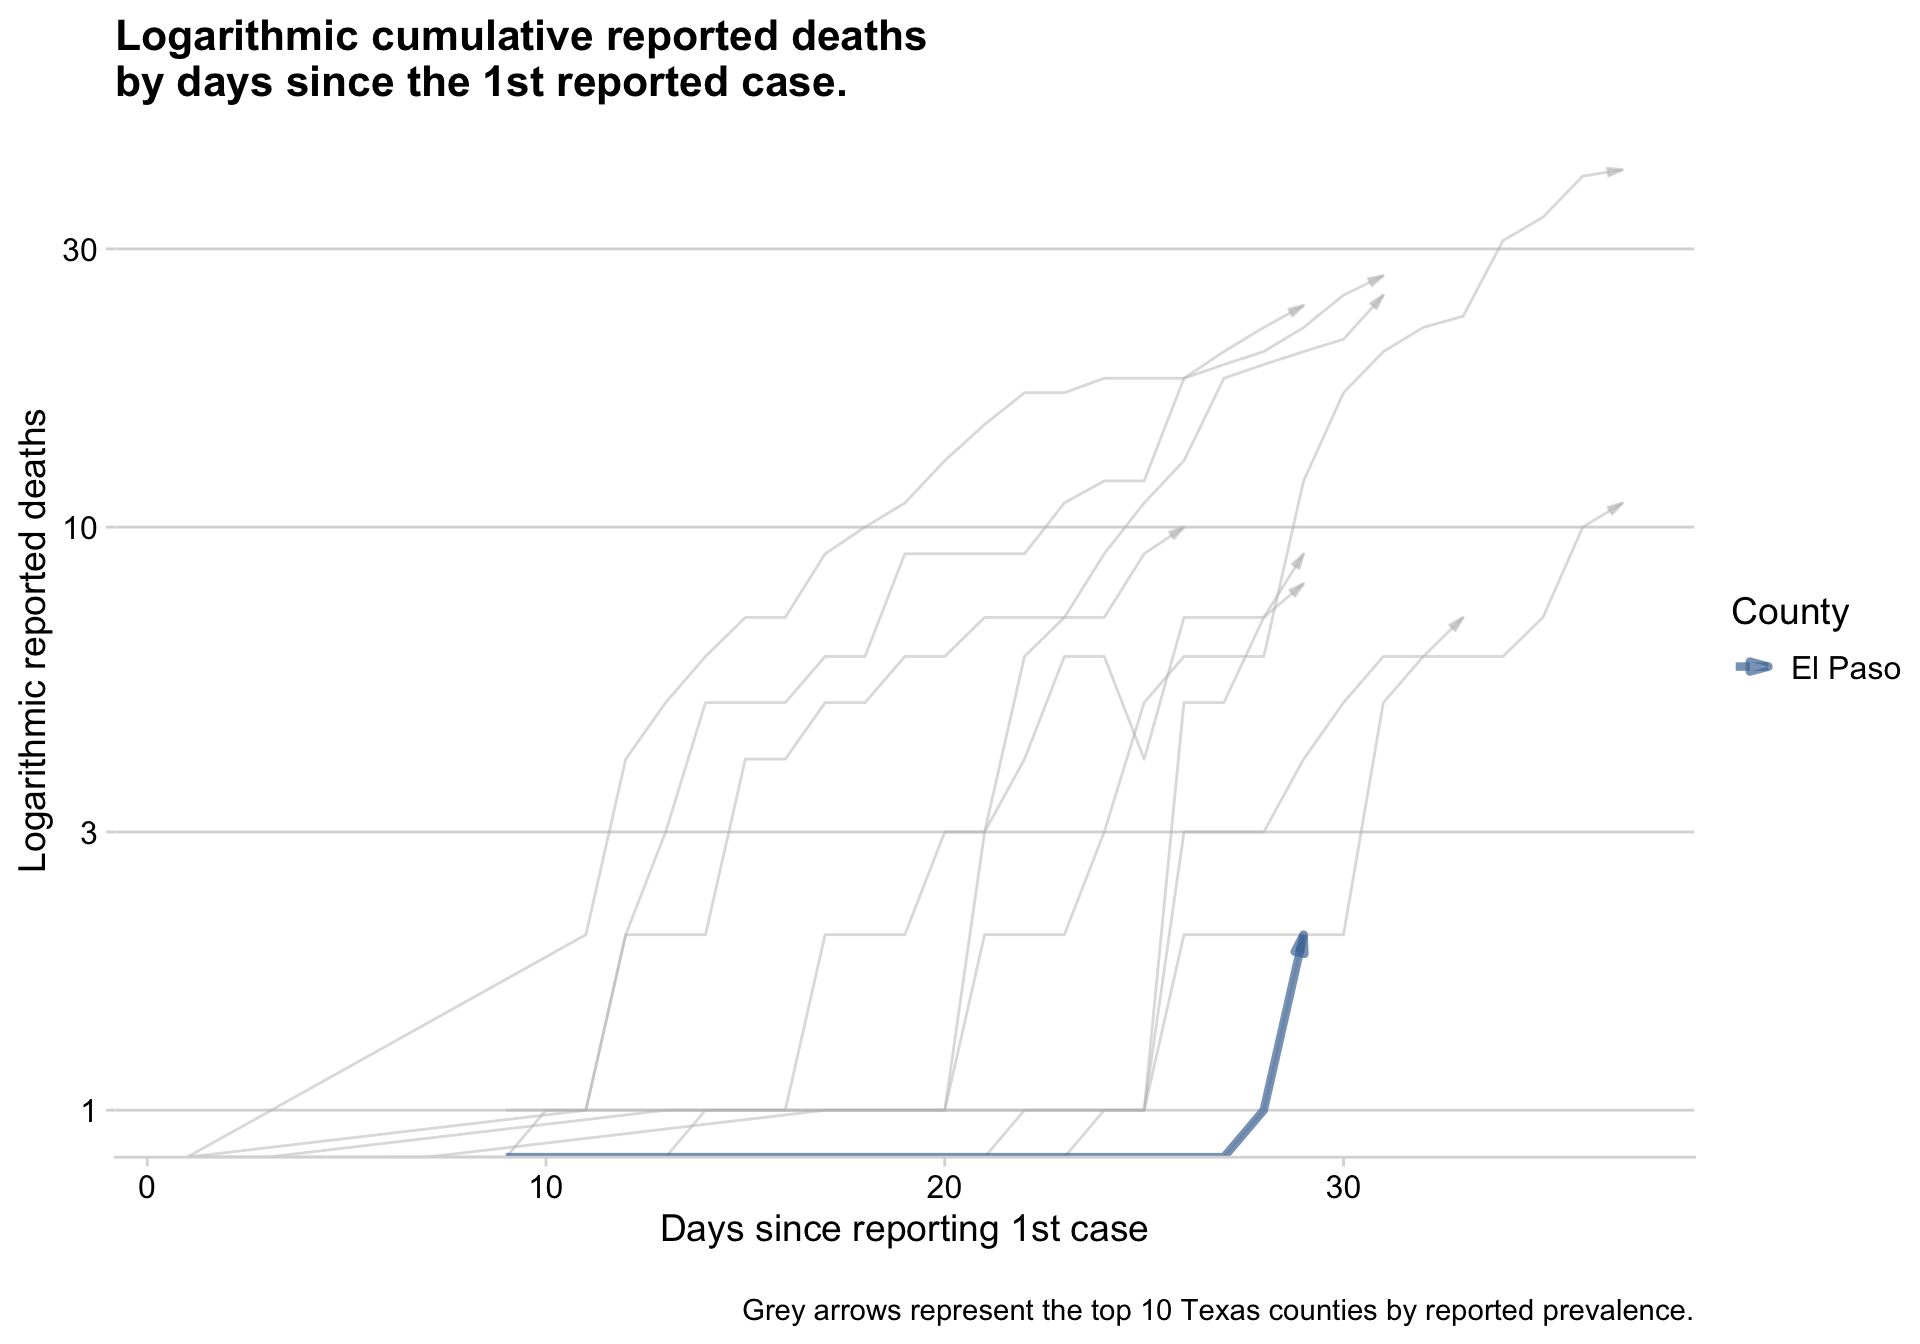 Logarithmic cumulative reported deaths
by days since the 1st reported case.
Logarithmic reported deaths
30
10
3
1
0
10
20
30
Days since reporting 1st case
County
El Paso
Grey arrows represent the top 10 Texas counties by reported prevalence.